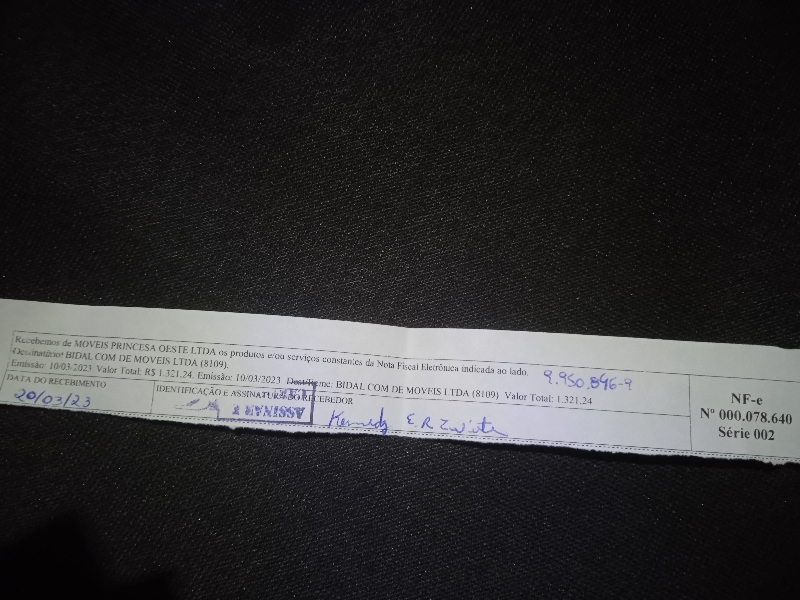 Recebemos de MOVEIS PRINCESA OESTE LTDA os produtos e/ou serviços constantes da Nota Fiscal Eletrônica indicada ao lado.
9.950.846-9
Destinatário: BIDAL COM DE MOVEIS LTDA (8109).
Emissão: 10/03/2023 Valor Total: R$ 1.321,24. Emissão: 10/03/2023 Dest/Reme: BIDAL COM DE MOVEIS LTDA (8109) Valor Total: 1.321,24
DATA DO RECEBIMENTO
20/03/23
IDENTIFICAÇÃO E ASSINATURA DO RECEBEDOR
ASSINAR
Kennedy E R
NF-e
Nº 000.078.640
Série 002